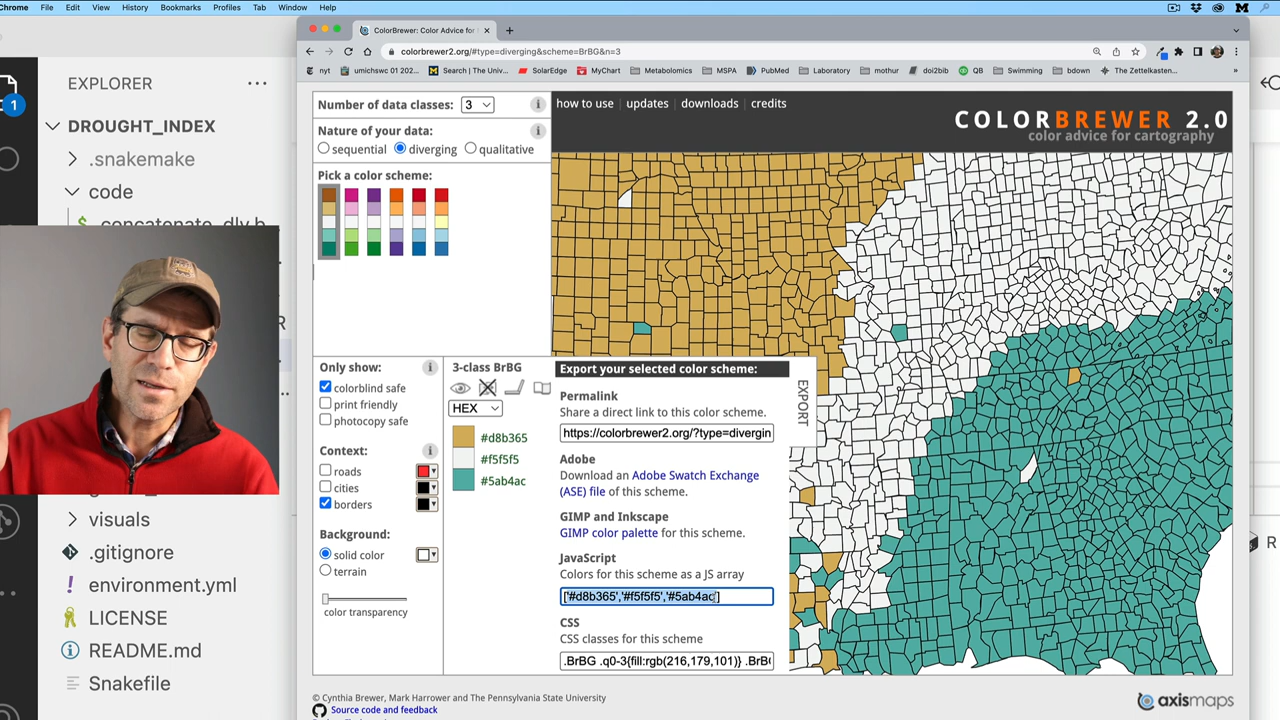 Chrome File Edit View History Bookmarks Profiles Tab Window Help
ColorBrewer: Color Advice for
colorbrewer2.org/#type=diverging&scheme=BrBG&n=3
nyt umichswc 01 202... Search | The Univ... SolarEdge MyChart Metabolomics MSPA PubMed Laboratory mothur doi2bib QB Swimming bdown The Zettelkasten...
EXPLORER
1
DROUGHT_INDEX
.snakemake
code
concatenate_dly.b
R
visuals
.gitignore
environment.yml
LICENSE
README.md
Snakefile
Number of data classes: 3
Nature of your data:
sequential diverging qualitative
Pick a color scheme:
how to use | updates | downloads | credits
COLORBREWER 2.0
color advice for cartography
Only show:
colorblind safe
print friendly
photocopy safe
Context:
roads
cities
borders
Background:
solid color
terrain
color transparency
3-class BrBG
HEX
#d8b365
#f5f5f5
#5ab4ac
Export your selected color scheme:
Permalink
Share a direct link to this color scheme.
https://colorbrewer2.org/?type=divergin
Adobe
Download an Adobe Swatch Exchange
(ASE) file of this scheme.
GIMP and Inkscape
GIMP color palette for this scheme.
JavaScript
Colors for this scheme as a JS array
['#d8b365','#f5f5f5','#5ab4ac']
CSS
CSS classes for this scheme
.BrBG .q0-3{fill:rgb(216,179,101)} .BrB
EXPORT
© Cynthia Brewer, Mark Harrower and The Pennsylvania State University
Source code and feedback
axismaps
R